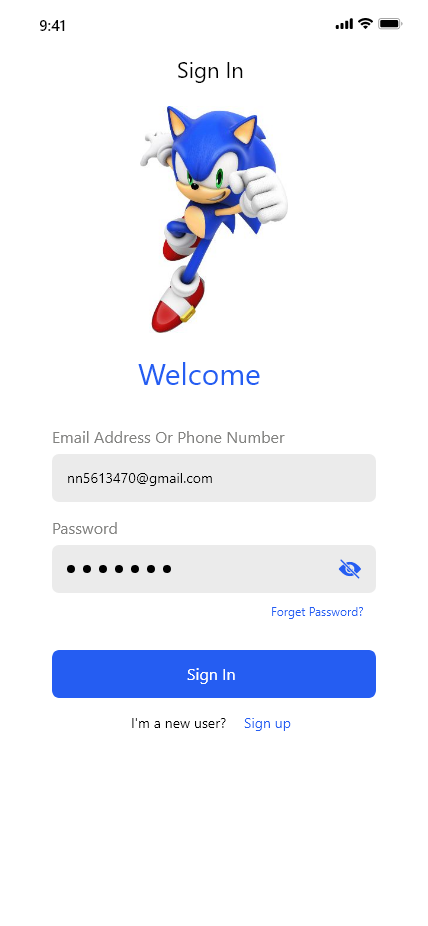 9:41
Sign In
Welcome
Email Address Or Phone Number
nn5613470@gmail.com
Password
Forget Password?
Sign In
I'm a new user? Sign up